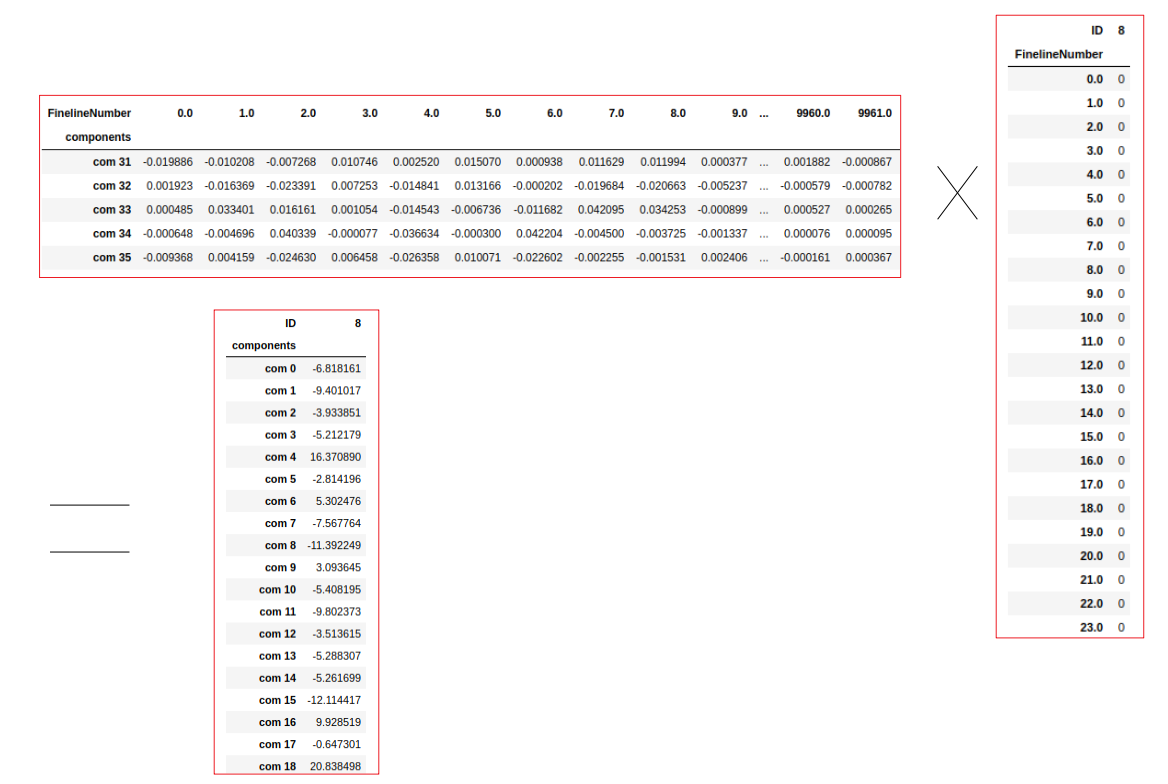 FinelineNumber 0.0 1.0 2.0 3.0 4.0 5.0 6.0 7.0 8.0 9.0 ... 9960.0 9961.0
components
com 31 -0.019886 -0.010208 -0.007268 0.010746 0.002520 0.015070 0.000938 0.011629 0.011994 0.000377 ... 0.001882 -0.000867
com 32 0.001923 -0.016369 -0.023391 0.007253 -0.014841 0.013166 -0.000202 -0.019684 -0.020663 -0.005237 ... -0.000579 -0.000782
com 33 0.000485 0.033401 0.016161 0.001054 -0.014543 -0.006736 -0.011682 0.042095 0.034253 -0.000899 ... 0.000527 0.000265
com 34 -0.000648 -0.004696 0.040339 -0.000077 -0.036634 -0.000300 0.042204 -0.004500 -0.003725 -0.001337 ... 0.000076 0.000095
com 35 -0.009368 0.004159 -0.024630 0.006458 -0.026358 0.010071 -0.022602 -0.002255 -0.001531 0.002406 ... -0.000161 0.000367
ID 8
FinelineNumber
0.0 0
1.0 0
2.0 0
3.0 0
4.0 0
5.0 0
6.0 0
7.0 0
8.0 0
9.0 0
10.0 0
11.0 0
12.0 0
13.0 0
14.0 0
15.0 0
16.0 0
17.0 0
18.0 0
19.0 0
20.0 0
21.0 0
22.0 0
23.0 0
ID 8
components
com 0 -6.818161
com 1 -9.401017
com 2 -3.933851
com 3 -5.212179
com 4 16.370890
com 5 -2.814196
com 6 5.302476
com 7 -7.567764
com 8 -11.392249
com 9 3.093645
com 10 -5.408195
com 11 -9.802373
com 12 -3.513615
com 13 -5.288307
com 14 -5.261699
com 15 -12.114417
com 16 9.928519
com 17 -0.647301
com 18 20.838498